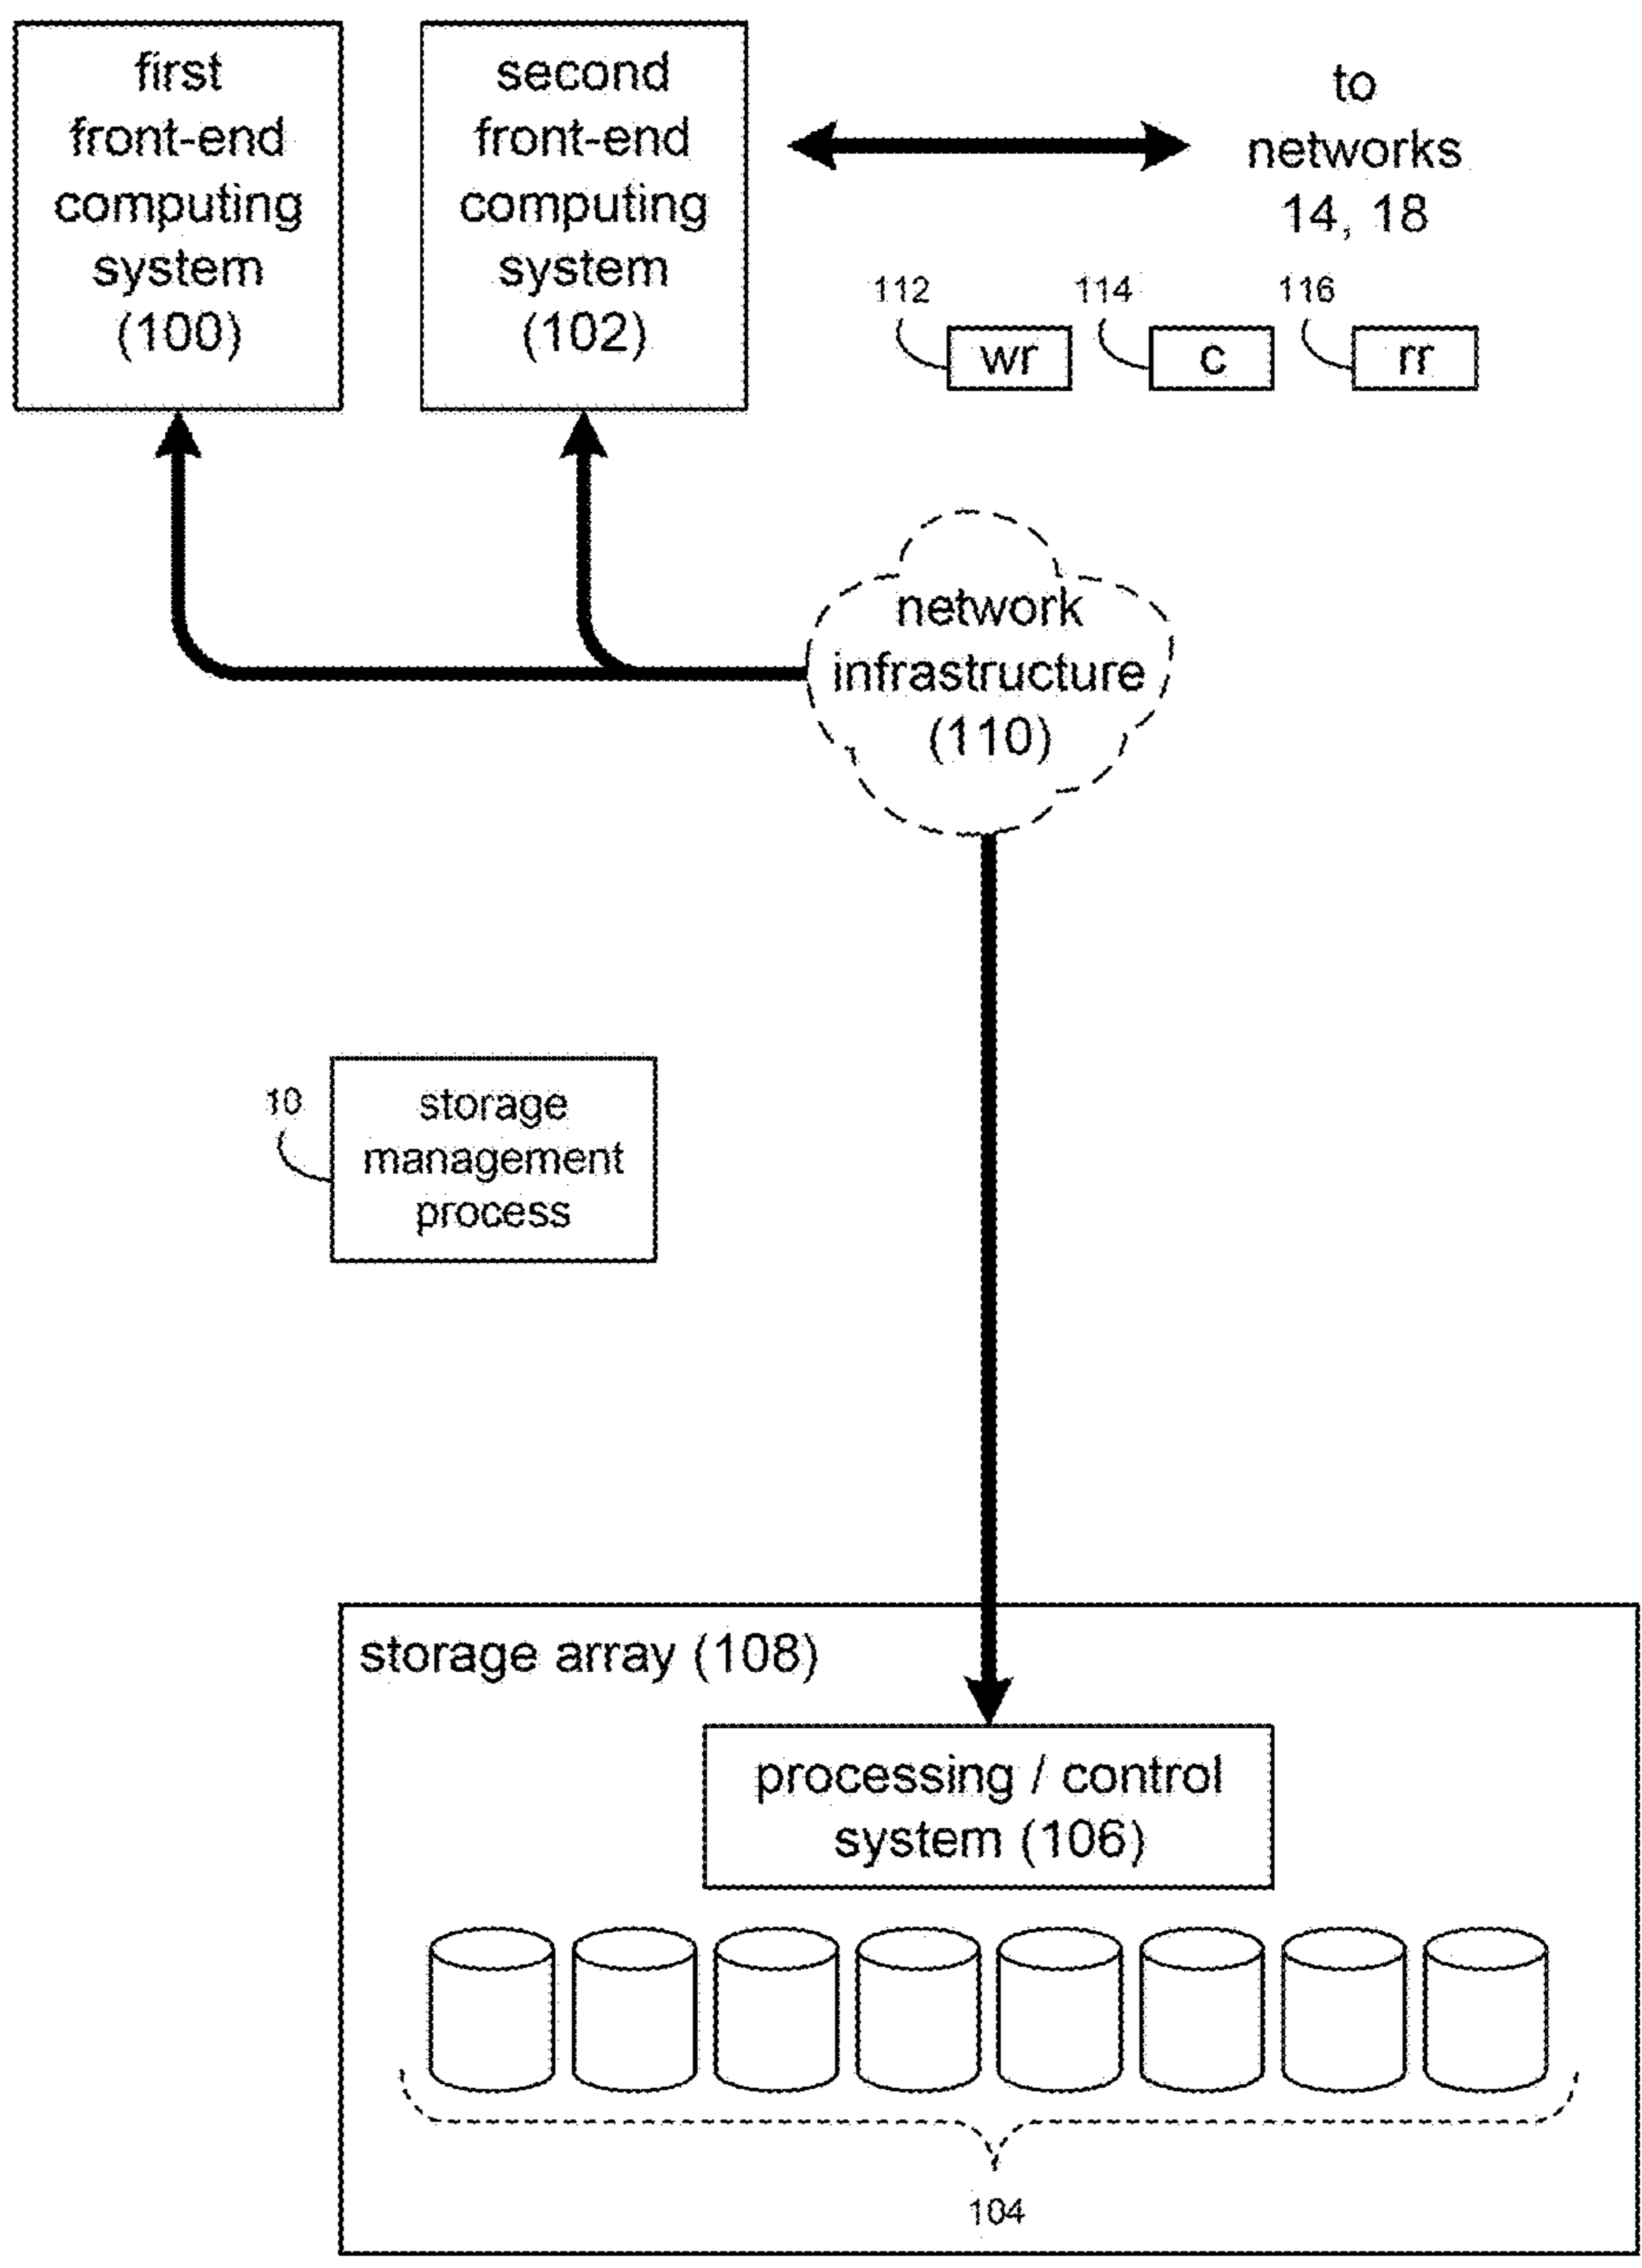 first
front-end
computing
system
(100)
second
front-end
computing
system
(102)
to
networks
14, 18
112
wr
114
c
116
rr
network
infrastructure
(110)
10
storage
management
process
storage array (108)
processing / control
system (106)
104